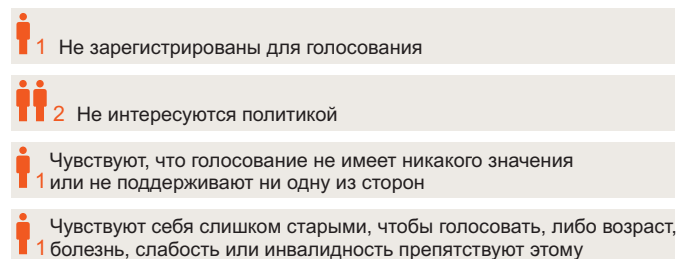 1 Не зарегистрированы для голосования
2 Не интересуются политикой
Чувствуют, что голосование не имеет никакого значения
1 или не поддерживают ни одну из сторон
Чувствуют себя слишком старыми, чтобы голосовать, либо возраст,
1 болезнь, слабость или инвалидность препятствуют этому